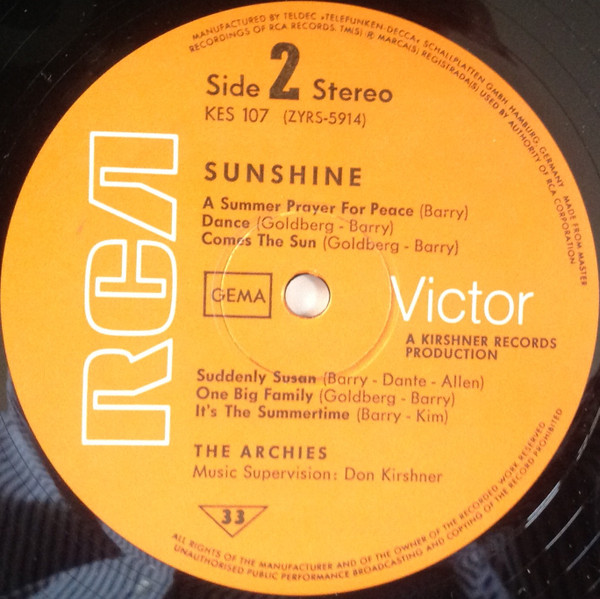 MANUFACTURED BY TELDEC »TELEFUNKEN-DECCA« SCHALLPLATTEN GMBH, HAMBURG, GERMANY MADE FROM MASTER
RECORDINGS OF RCA RECORDS. TM(S) ® MARCA(S) REGISTRADA(S) USED BY AUTHORITY OF RCA CORPORATION
Side 2 Stereo
KES 107 (ZYRS-5914)
SUNSHINE
A Summer Prayer For Peace (Barry)
Dance (Goldberg - Barry)
Comes The Sun (Goldberg - Barry)
RCA
GEMA
Victor
A KIRSHNER RECORDS
PRODUCTION
Suddenly Susan (Barry - Dante - Allen)
One Big Family (Goldberg - Barry)
It's The Summertime (Barry - Kim)
THE ARCHIES
Music Supervision: Don Kirshner
33
ALL RIGHTS OF THE MANUFACTURER AND OF THE OWNER OF THE RECORDED WORK RESERVED
UNAUTHORISED PUBLIC PERFORMANCE BROADCASTING AND COPYING OF THE RECORD PROHIBITED